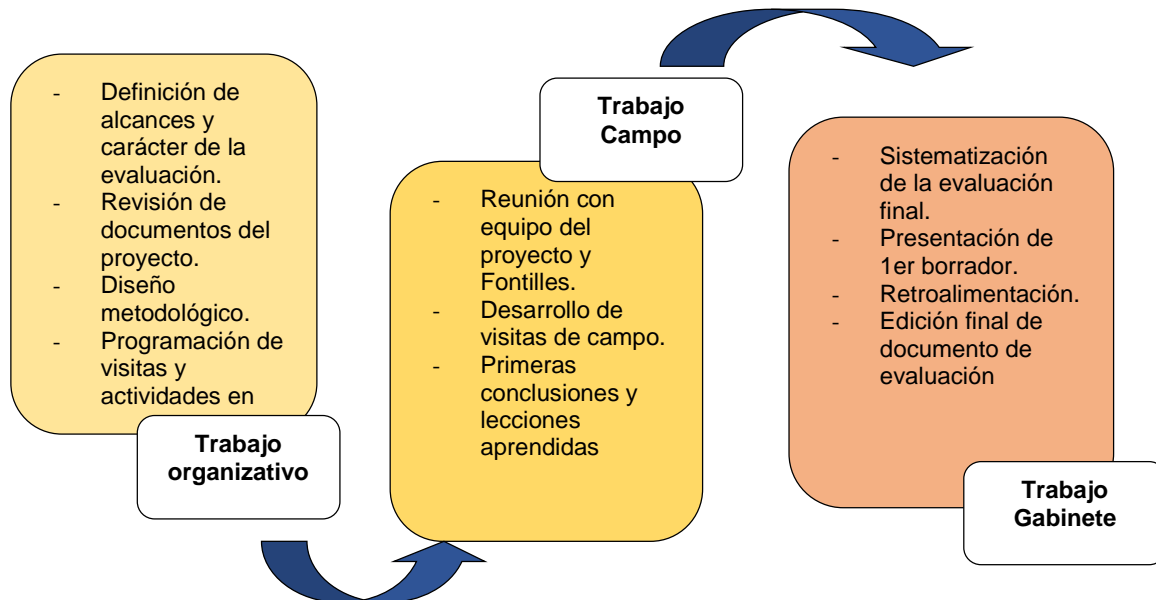 - Definición de
alcances y
carácter de la
evaluación.
- Revisión de
documentos del
proyecto.
- Diseño
metodológico.
- Programación de
visitas y
actividades en
Trabajo
organizativo
Trabajo
Campo
- Reunión con
equipo del
proyecto y
Fontilles.
- Desarrollo de
visitas de campo.
- Primeras
conclusiones y
lecciones
aprendidas
- Sistematización
de la evaluación
final.
- Presentación de
1er borrador.
- Retroalimentación.
- Edición final de
documento de
evaluación
Trabajo
Gabinete